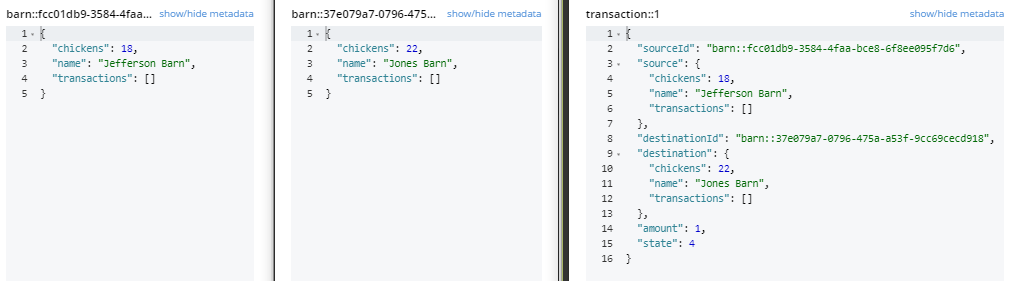 barn::fcc01db9-3584-4faa... show/hide metadata
1 {
2 "chickens": 18,
3 "name": "Jefferson Barn",
4 "transactions": []
5 }
barn::37e079a7-0796-475... show/hide metadata
1 {
2 "chickens": 22,
3 "name": "Jones Barn",
4 "transactions": []
5 }
transaction::1 show/hide metadata
1 {
2 "sourceId": "barn::fcc01db9-3584-4faa-bce8-6f8ee095f7d6",
3 "source": {
4 "chickens": 18,
5 "name": "Jefferson Barn",
6 "transactions": []
7 },
8 "destinationId": "barn::37e079a7-0796-475a-a53f-9cc69cecd918",
9 "destination": {
10 "chickens": 22,
11 "name": "Jones Barn",
12 "transactions": []
13 },
14 "amount": 1,
15 "state": 4
16 }